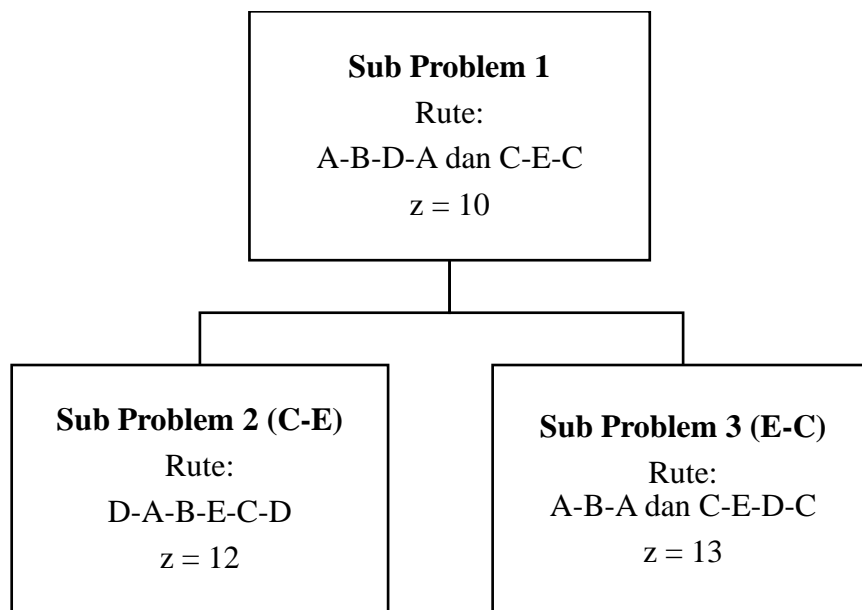 Sub Problem 1
Rute:
A-B-D-A dan C-E-C
z = 10
Sub Problem 2 (C-E)
Rute:
D-A-B-E-C-D
z = 12
Sub Problem 3 (E-C)
Rute:
A-B-A dan C-E-D-C
z = 13